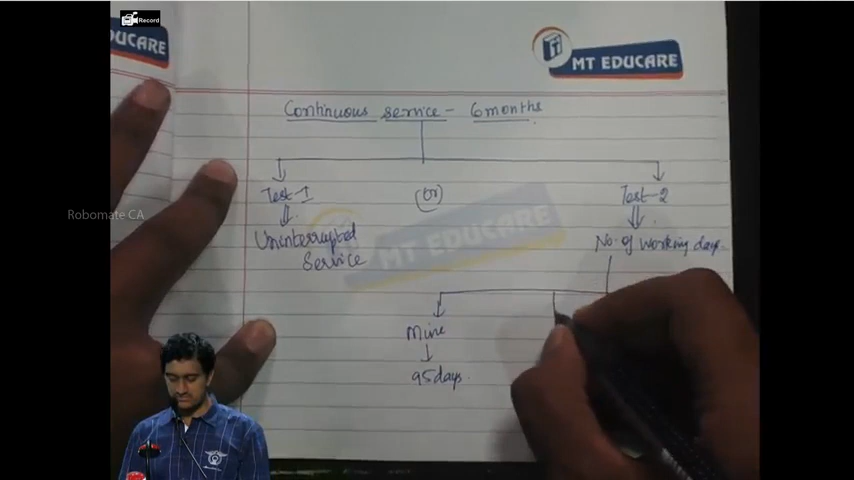 Record
DUCARE
MT EDUCARE
Continuous service - 6 months
Test-1
(or)
Test-2
Uninterrupted
Service
No. of working days
MT EDUCARE
Mine
95 days.
Robomate CA